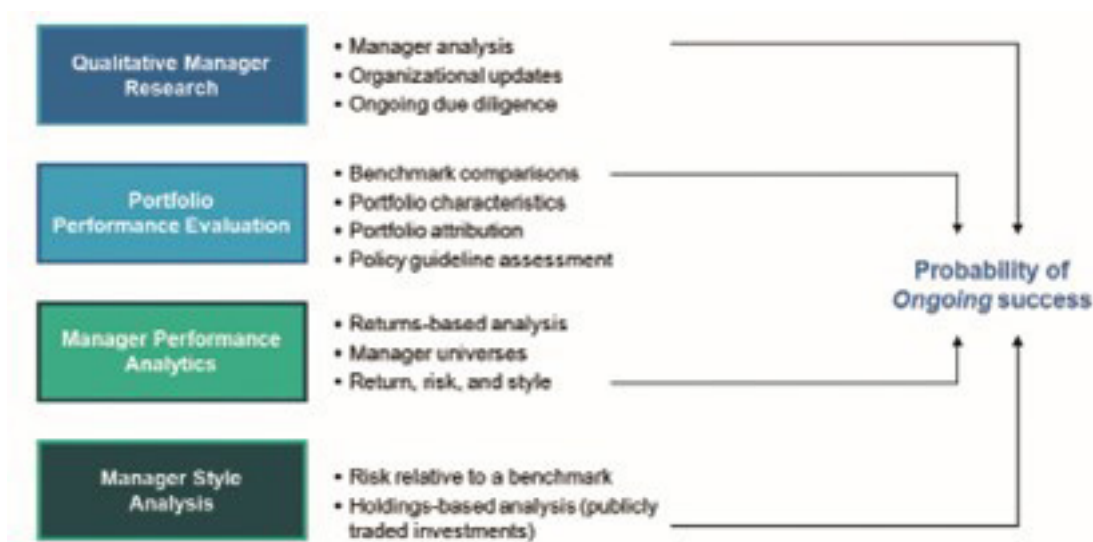 Qualitative Manager
Research
• Manager analysis
• Organizational updates
• Ongoing due diligence
Portfolio
Performance Evaluation
• Benchmark comparisons
• Portfolio characteristics
• Portfolio attribution
• Policy guideline assessment
Manager Performance
Analytics
• Returns-based analysis
• Manager universes
• Return, risk, and style
Manager Style
Analysis
• Risk relative to a benchmark
• Holdings-based analysis (publicly
traded investments)
Probability of
Ongoing success